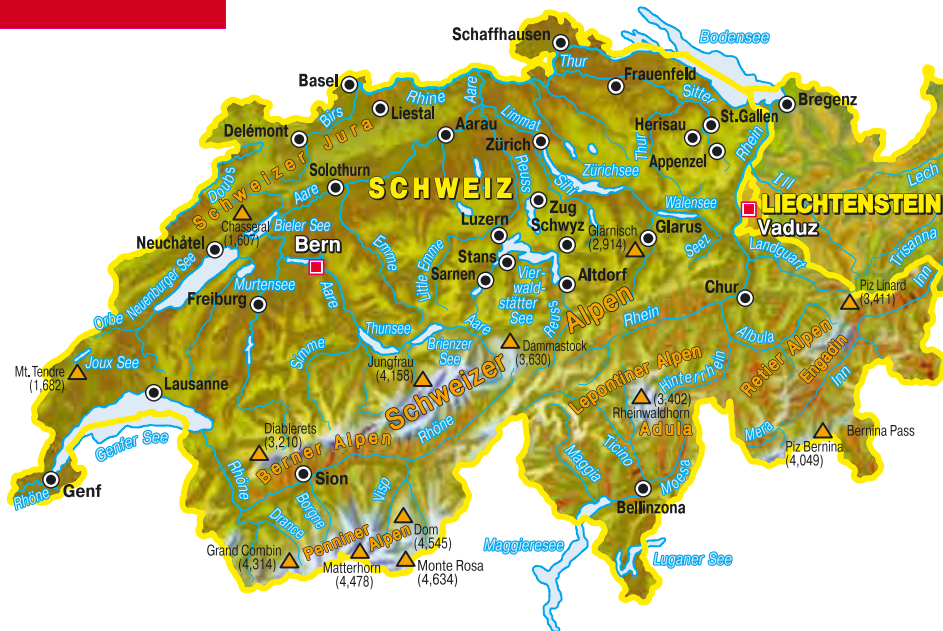 Schaffhausen
Bodensee
Thur
Basel
Frauenfeld
Rhine
Aare
Sitter
Bregenz
Birs
Liestal
St.Gallen
Limmat
Herisau
Delémont
Aarau
Zürich
Thur
Rhein
Appenzel
Schweizer Jura
Solothurn
Reuss
Zürichsee
Ill
Lech
Doub's
Aare
SCHWEIZ
Sihl
Walensee
LIECHTENSTEIN
Zug
Vaduz
Chasseral
(1,607)
Bieler See
Luzern
Schwyz
Glärnisch
(2,914)
Glarus
Neuchâtel
Bern
Emme
Little Emme
Stans
Seez
Landquart
Trisanna
Sarnen
Vier-
wald-
stätter
See
Altdorf
Inn
Neuenburger See
Murtensee
Aare
Chur
Piz Linard
(3,411)
Orbe
Freiburg
Reuss
Alpen
Rhein
Thunsee
Aare
Albula
Simme
Brienzer
See
Dammastock
(3,630)
Joux See
Mt. Tendre
(1,682)
Jungfrau
(4,158)
Schweizer
Lepontiner Alpen
Hinterrhein
Rettier Alpen
Engadin
Inn
Lausanne
(3,402)
Rheinwaldhorn
Adula
Genfer See
Diablerets
(3,210)
Berner Alpen
Rhône
Mera
Bernina Pass
Piz Bernina
(4,049)
Maggia
Ticino
Moesa
Rhône
Sion
Rhône
Genf
Visp
Bellinzona
Borgne
Drance
Dom
(4,545)
Penniner
Alpen
Maggieresee
Luganer See
Grand Combin
(4,314)
Matterhorn
(4,478)
Monte Rosa
(4,634)